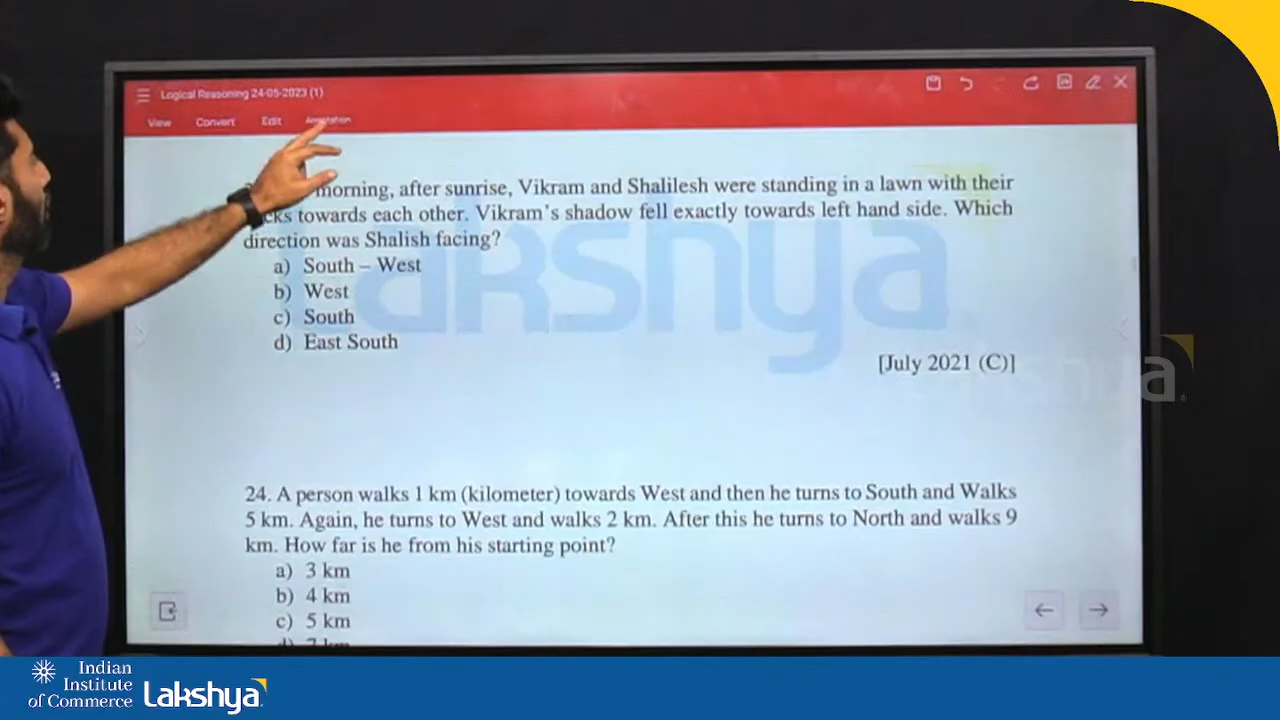 Logical Reasoning 24-05-2023 (1)
View Convert Edit Annotation
morning, after sunrise, Vikram and Shalilesh were standing in a lawn with their
towards each other. Vikram's shadow fell exactly towards left hand side. Which
direction was Shalish facing?
a) South – West
b) West
c) South
d) East South
[July 2021 (C)]
24. A person walks 1 km (kilometer) towards West and then he turns to South and Walks
5 km. Again, he turns to West and walks 2 km. After this he turns to North and walks 9
km. How far is he from his starting point?
a) 3 km
b) 4 km
c) 5 km
Lakshya
Indian
Institute
of Commerce
Lakshya